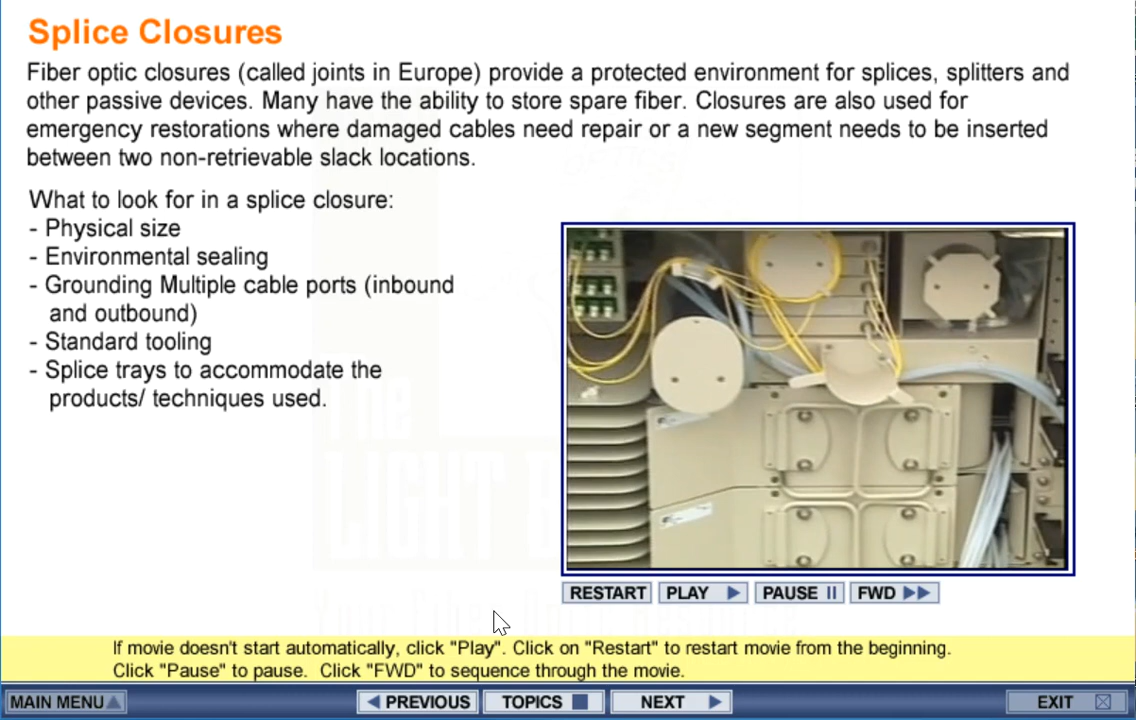 Splice Closures
Fiber optic closures (called joints in Europe) provide a protected environment for splices, splitters and
other passive devices. Many have the ability to store spare fiber. Closures are also used for
emergency restorations where damaged cables need repair or a new segment needs to be inserted
between two non-retrievable slack locations.
What to look for in a splice closure:
- Physical size
- Environmental sealing
- Grounding Multiple cable ports (inbound
and outbound)
- Standard tooling
- Splice trays to accommodate the
products/ techniques used.
RESTART PLAY PAUSE FWD
If movie doesn't start automatically, click "Play". Click on "Restart" to restart movie from the beginning.
Click "Pause" to pause. Click "FWD" to sequence through the movie.
MAIN MENU PREVIOUS TOPICS NEXT EXIT